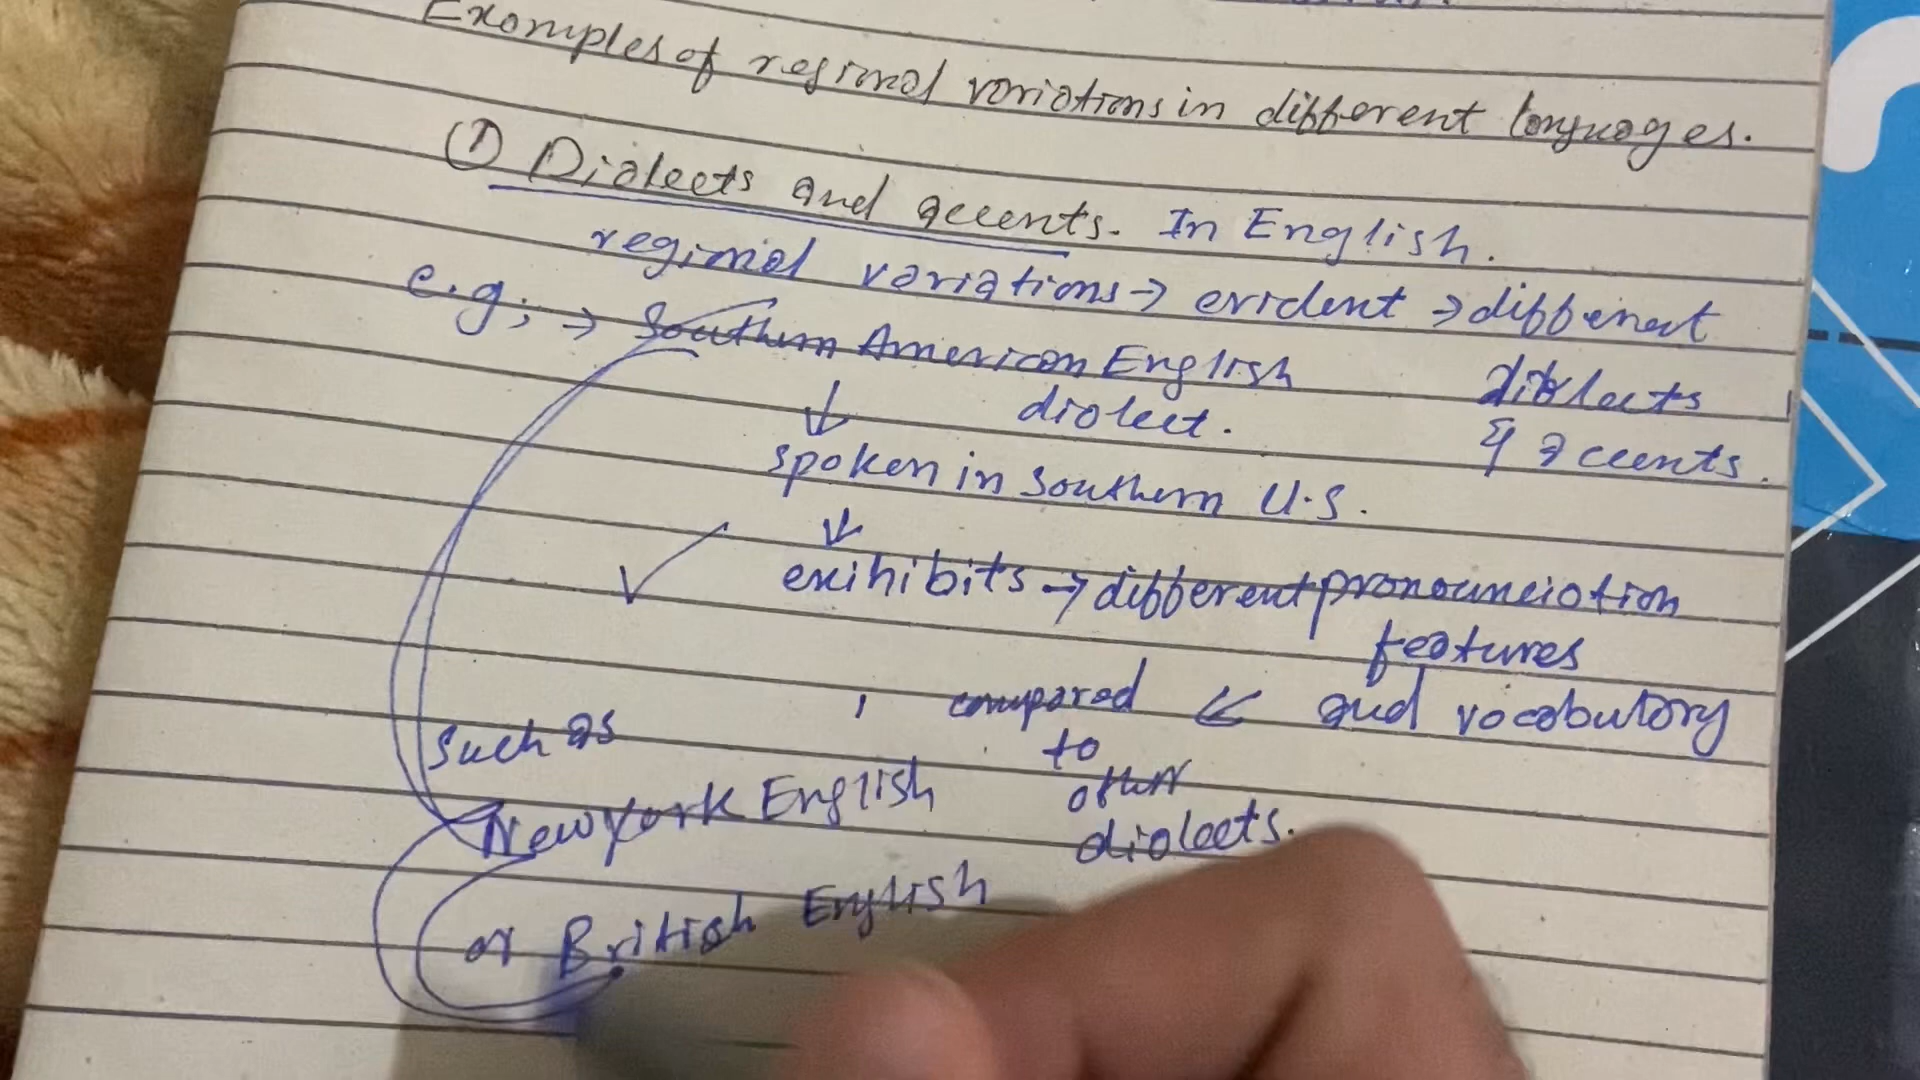 Examples of regional variations in different languages.
① Dialects and accents. In English.
regional variations → evident → different
dialects
& accents.
e.g; → Southern American English
dialect.
↓
spoken in Southern U.S.
↓
exihibits → different pronounciation
features
and vocabulary
← compared
to
other
dialects.
such as
New York English
or British English